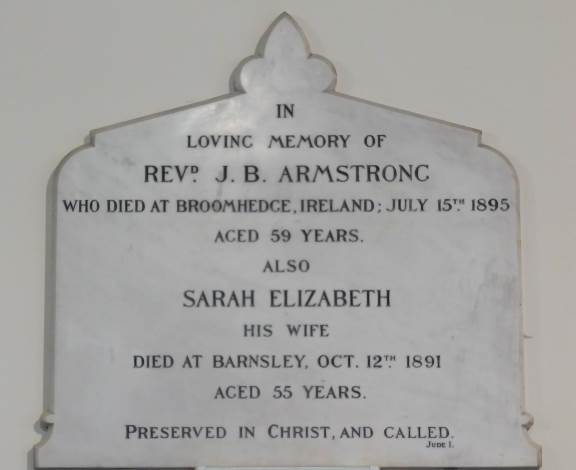 IN
LOVING MEMORY OF
REVD. J. B. ARMSTRONG
WHO DIED AT BROOMHEDGE, IRELAND; JULY 15TH. 1895
AGED 59 YEARS.
ALSO
SARAH ELIZABETH
HIS WIFE
DIED AT BARNSLEY, OCT. 12TH. 1891
AGED 55 YEARS.
PRESERVED IN CHRIST, AND CALLED.
JUDE 1.